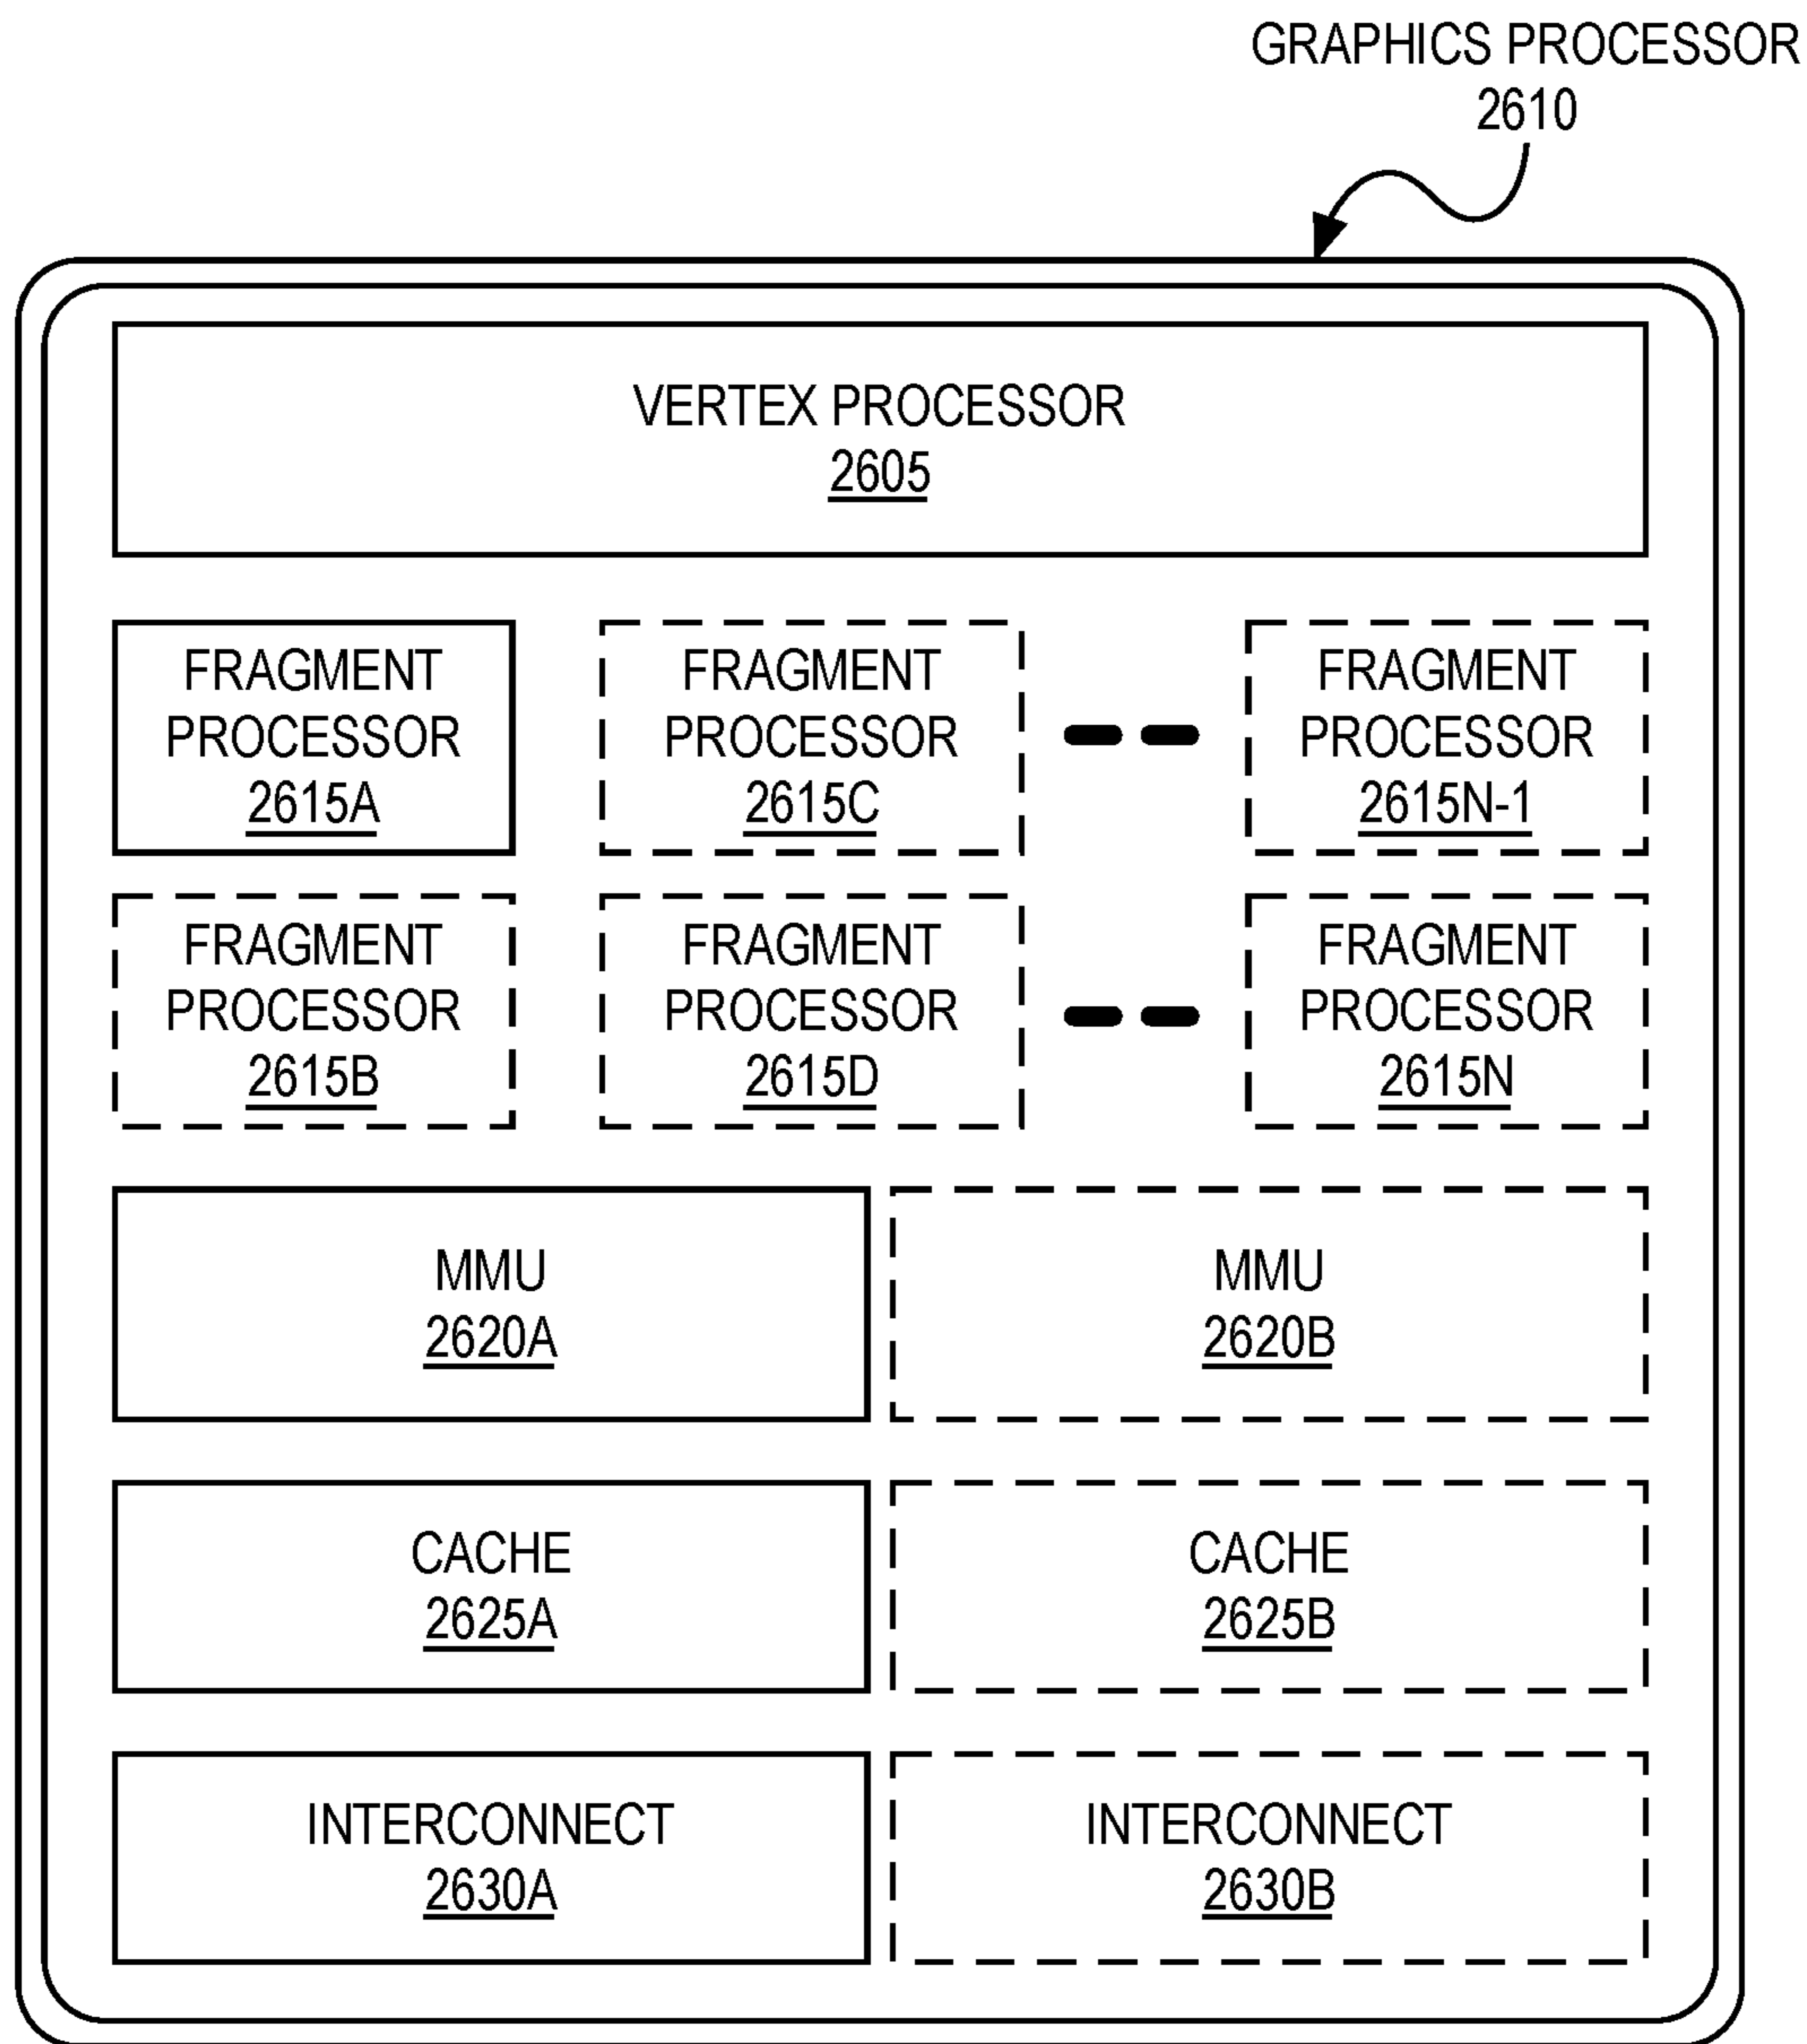 GRAPHICS PROCESSOR
2610
VERTEX PROCESSOR
2605
FRAGMENT
PROCESSOR
2615A
FRAGMENT
PROCESSOR
2615C
FRAGMENT
PROCESSOR
2615N-1
FRAGMENT
PROCESSOR
2615B
FRAGMENT
PROCESSOR
2615D
FRAGMENT
PROCESSOR
2615N
MMU
2620A
MMU
2620B
CACHE
2625A
CACHE
2625B
INTERCONNECT
2630A
INTERCONNECT
2630B